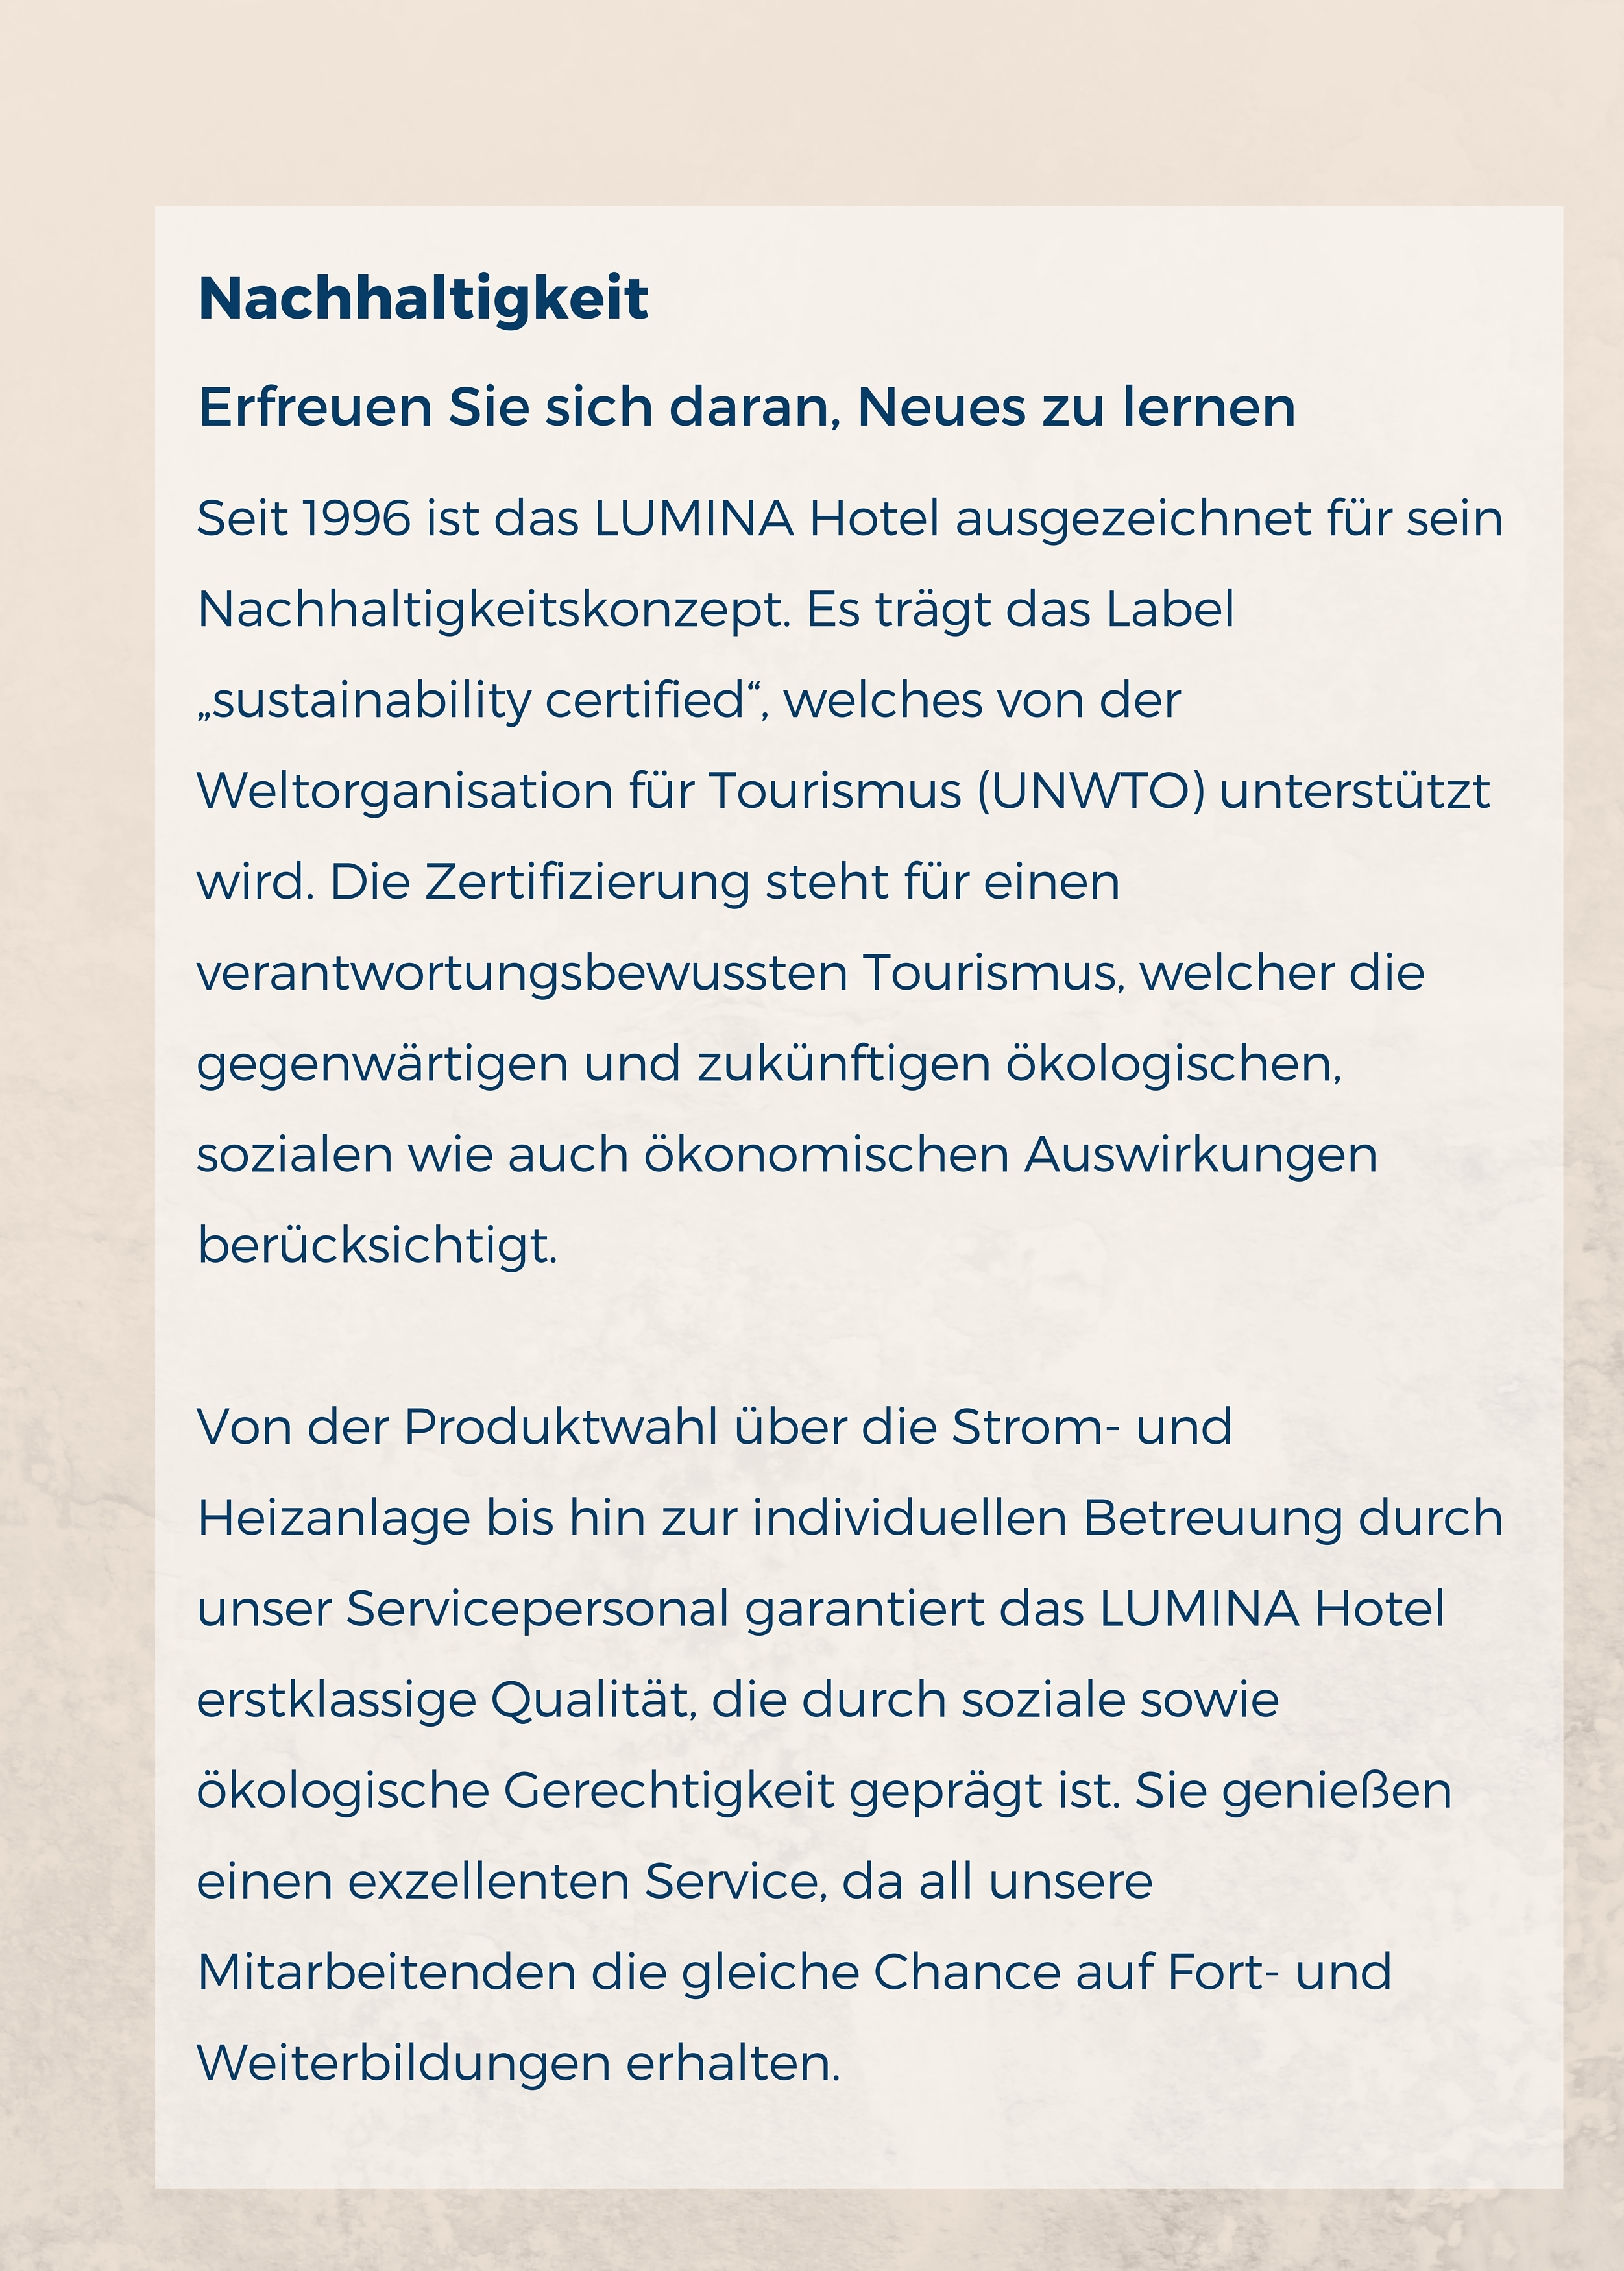 Nachhaltigkeit
Erfreuen Sie sich daran, Neues zu lernen
Seit 1996 ist das LUMINA Hotel ausgezeichnet für sein
Nachhaltigkeitskonzept. Es trägt das Label
„sustainability certified“, welches von der
Weltorganisation für Tourismus (UNWTO) unterstützt
wird. Die Zertifizierung steht für einen
verantwortungsbewussten Tourismus, welcher die
gegenwärtigen und zukünftigen ökologischen,
sozialen wie auch ökonomischen Auswirkungen
berücksichtigt.
Von der Produktwahl über die Strom- und
Heizanlage bis hin zur individuellen Betreuung durch
unser Servicepersonal garantiert das LUMINA Hotel
erstklassige Qualität, die durch soziale sowie
ökologische Gerechtigkeit geprägt ist. Sie genießen
einen exzellenten Service, da all unsere
Mitarbeitenden die gleiche Chance auf Fort- und
Weiterbildungen erhalten.